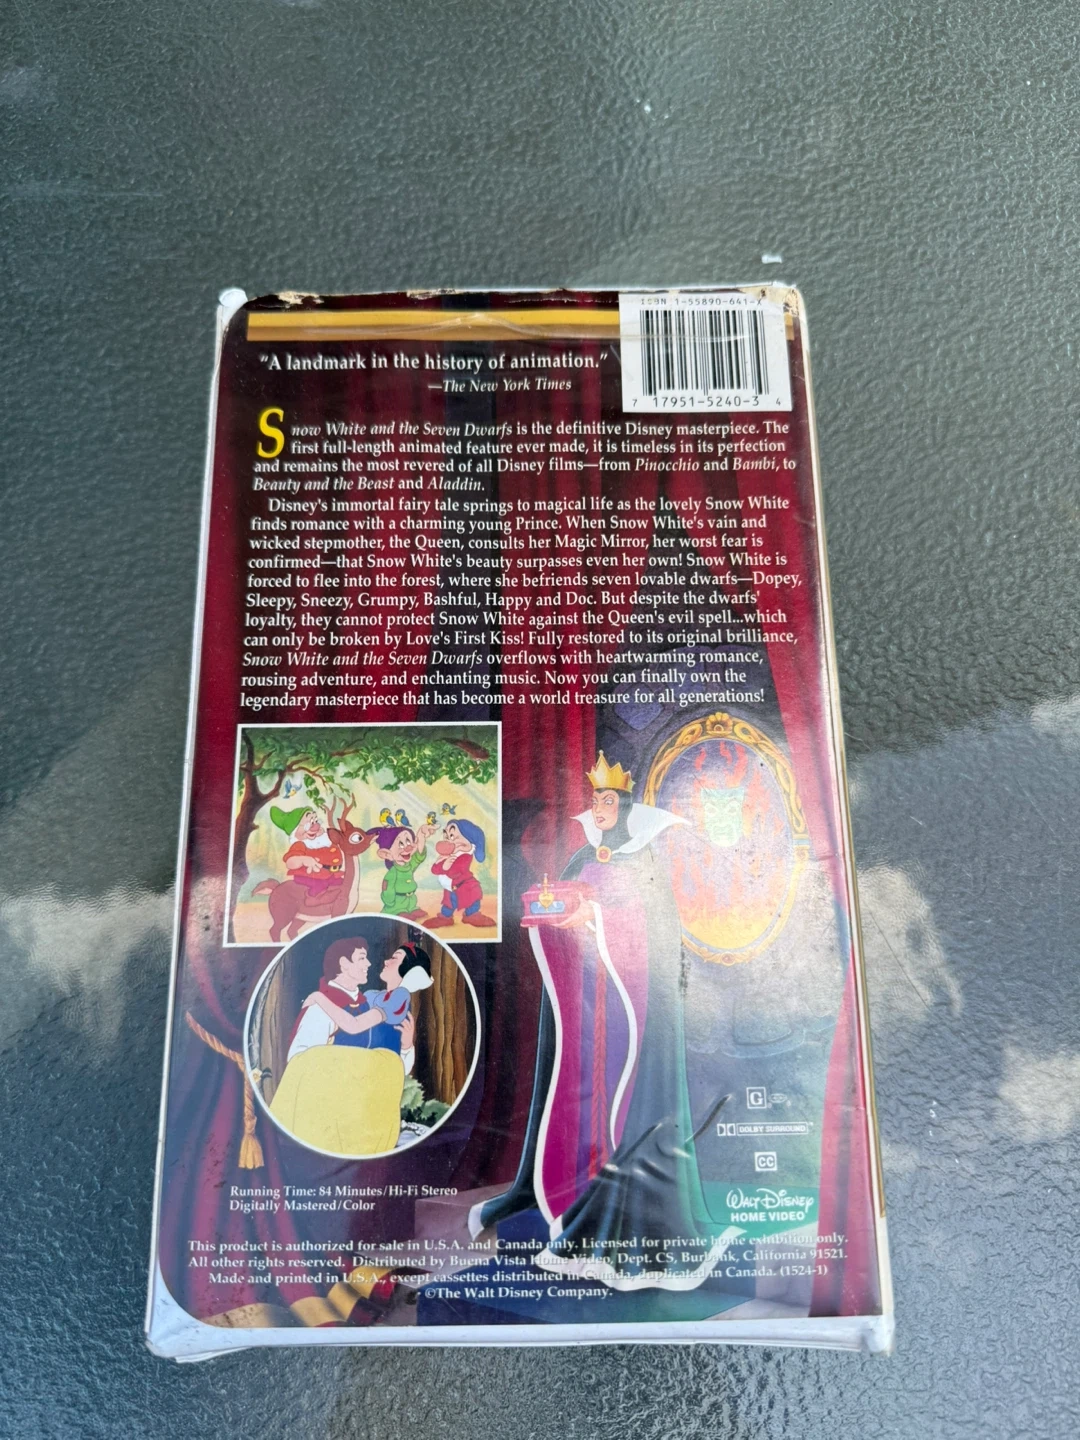 ISBN 1-55890-641-X
7 17951-5240-3 4
"A landmark in the history of animation."
—The New York Times
Snow White and the Seven Dwarfs is the definitive Disney masterpiece. The
first full-length animated feature ever made, it is timeless in its perfection
and remains the most revered of all Disney films—from Pinocchio and Bambi, to
Beauty and the Beast and Aladdin.
Disney's immortal fairy tale springs to magical life as the lovely Snow White
finds romance with a charming young Prince. When Snow White's vain and
wicked stepmother, the Queen, consults her Magic Mirror, her worst fear is
confirmed—that Snow White's beauty surpasses even her own! Snow White is
forced to flee into the forest, where she befriends seven lovable dwarfs—Dopey,
Sleepy, Sneezy, Grumpy, Bashful, Happy and Doc. But despite the dwarfs'
loyalty, they cannot protect Snow White against the Queen's evil spell...which
can only be broken by Love's First Kiss! Fully restored to its original brilliance,
Snow White and the Seven Dwarfs overflows with heartwarming romance,
rousing adventure, and enchanting music. Now you can finally own the
legendary masterpiece that has become a world treasure for all generations!
G
DOLBY SURROUND
CC
Walt Disney
HOME VIDEO
Running Time: 84 Minutes/Hi-Fi Stereo
Digitally Mastered/Color
This product is authorized for sale in U.S.A. and Canada only. Licensed for private home exhibition only.
All other rights reserved. Distributed by Buena Vista Home Video, Dept. CS, Burbank, California 91521.
Made and printed in U.S.A., except cassettes distributed in Canada, duplicated in Canada. (1524-1)
©The Walt Disney Company.